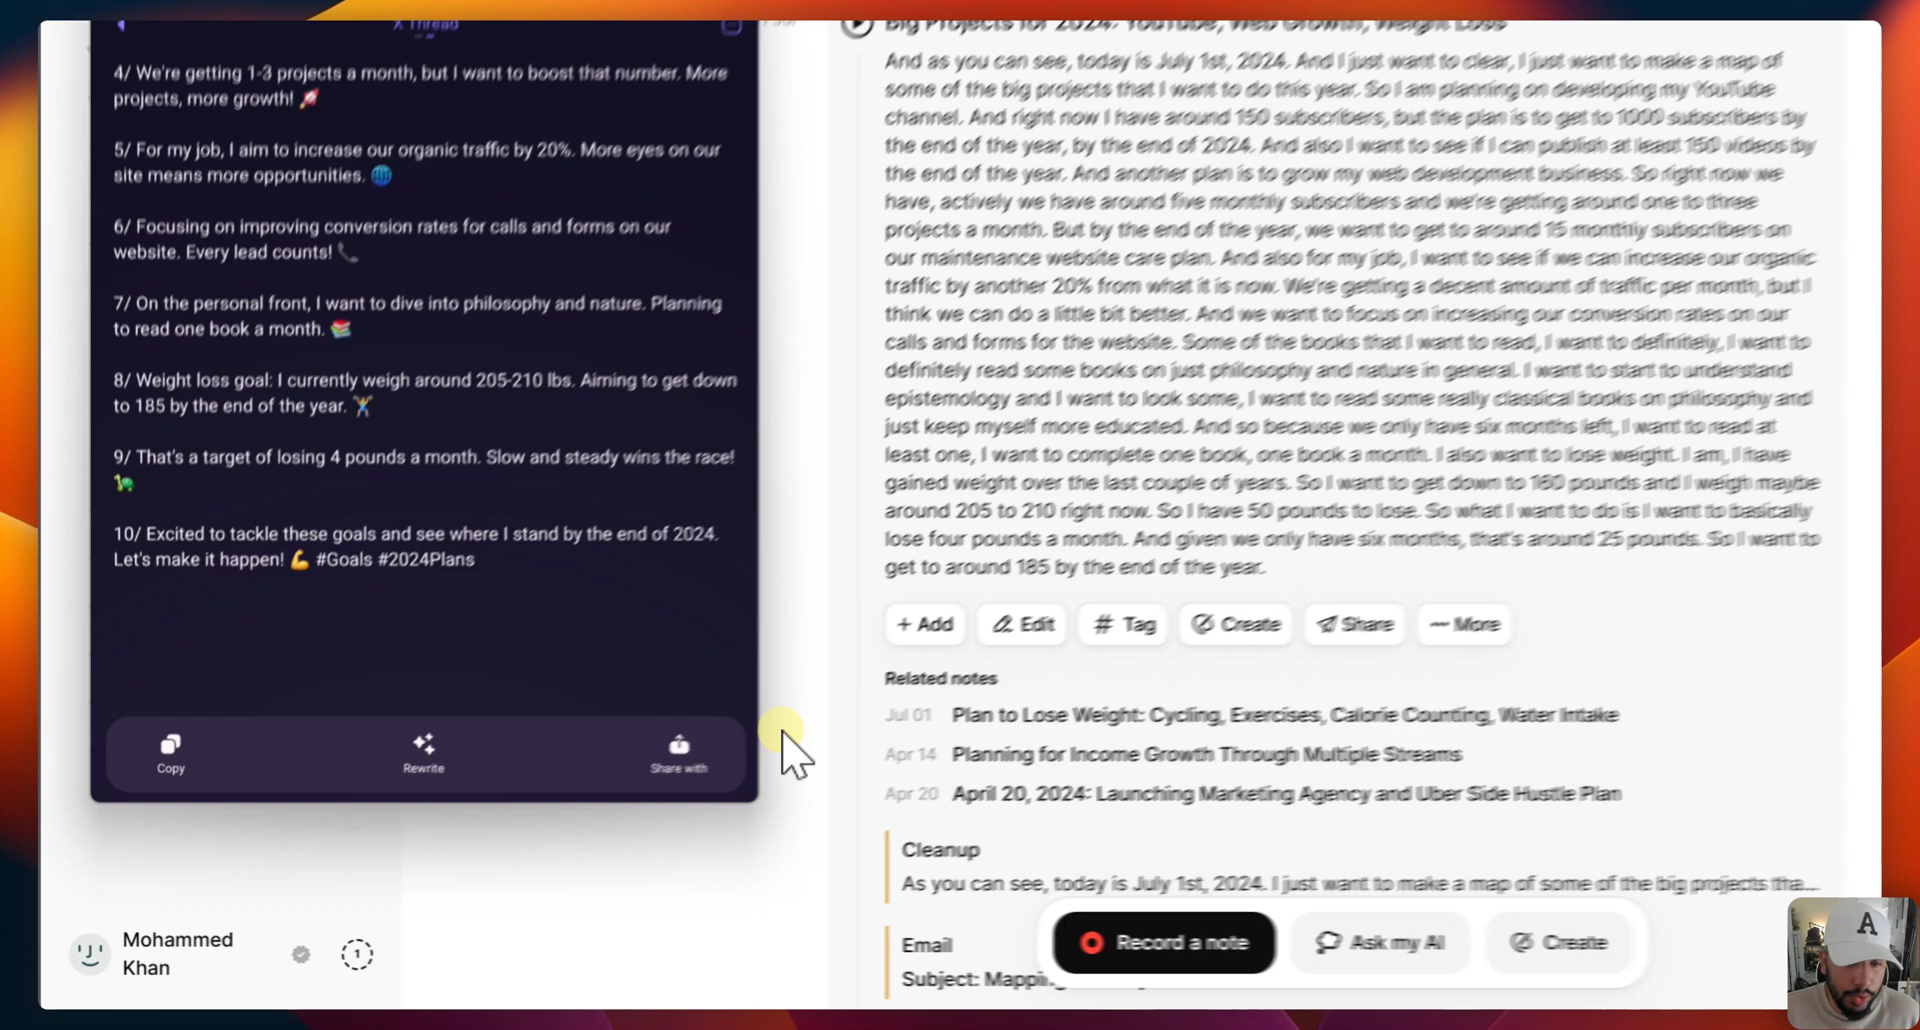 X Thread
4/ We're getting 1-3 projects a month, but I want to boost that number. More
projects, more growth! 🚀
5/ For my job, I aim to increase our organic traffic by 20%. More eyes on our
site means more opportunities. 🌐
6/ Focusing on improving conversion rates for calls and forms on our
website. Every lead counts! 📞
7/ On the personal front, I want to dive into philosophy and nature. Planning
to read one book a month. 📚
8/ Weight loss goal: I currently weigh around 205-210 lbs. Aiming to get down
to 185 by the end of the year. 🏋️
9/ That's a target of losing 4 pounds a month. Slow and steady wins the race!
🐢
10/ Excited to tackle these goals and see where I stand by the end of 2024.
Let's make it happen! 💪 #Goals #2024Plans
Copy
Rewrite
Share with
Mohammed
Khan
1
Big Projects for 2024: YouTube, Web Growth, Weight Loss
And as you can see, today is July 1st, 2024. And I just want to clear, I just want to make a map of
some of the big projects that I want to do this year. So I am planning on developing my YouTube
channel. And right now I have around 150 subscribers, but the plan is to get to 1000 subscribers by
the end of the year, by the end of 2024. And also I want to see if I can publish at least 150 videos by
the end of the year. And another plan is to grow my web development business. So right now we
have, actively we have around five monthly subscribers and we're getting around one to three
projects a month. But by the end of the year, we want to get to around 15 monthly subscribers on
our maintenance website care plan. And also for my job, I want to see if we can increase our organic
traffic by another 20% from what it is now. We're getting a decent amount of traffic per month, but I
think we can do a little bit better. And we want to focus on increasing our conversion rates on our
calls and forms for the website. Some of the books that I want to read, I want to definitely, I want to
definitely read some books on just philosophy and nature in general. I want to start to understand
epistemology and I want to look some, I want to read some really classical books on philosophy and
just keep myself more educated. And so because we only have six months left, I want to read at
least one, I want to complete one book, one book a month. I also want to lose weight. I am, I have
gained weight over the last couple of years. So I want to get down to 160 pounds and I weigh maybe
around 205 to 210 right now. So I have 50 pounds to lose. So what I want to do is I want to basically
lose four pounds a month. And given we only have six months, that's around 25 pounds. So I want to
get to around 185 by the end of the year.
+ Add
Edit
# Tag
Create
Share
More
Related notes
Jul 01 Plan to Lose Weight: Cycling, Exercises, Calorie Counting, Water Intake
Apr 14 Planning for Income Growth Through Multiple Streams
Apr 20 April 20, 2024: Launching Marketing Agency and Uber Side Hustle Plan
Cleanup
As you can see, today is July 1st, 2024. I just want to make a map of some of the big projects tha...
Email
Subject:
Record a note
Ask my AI
Create
A